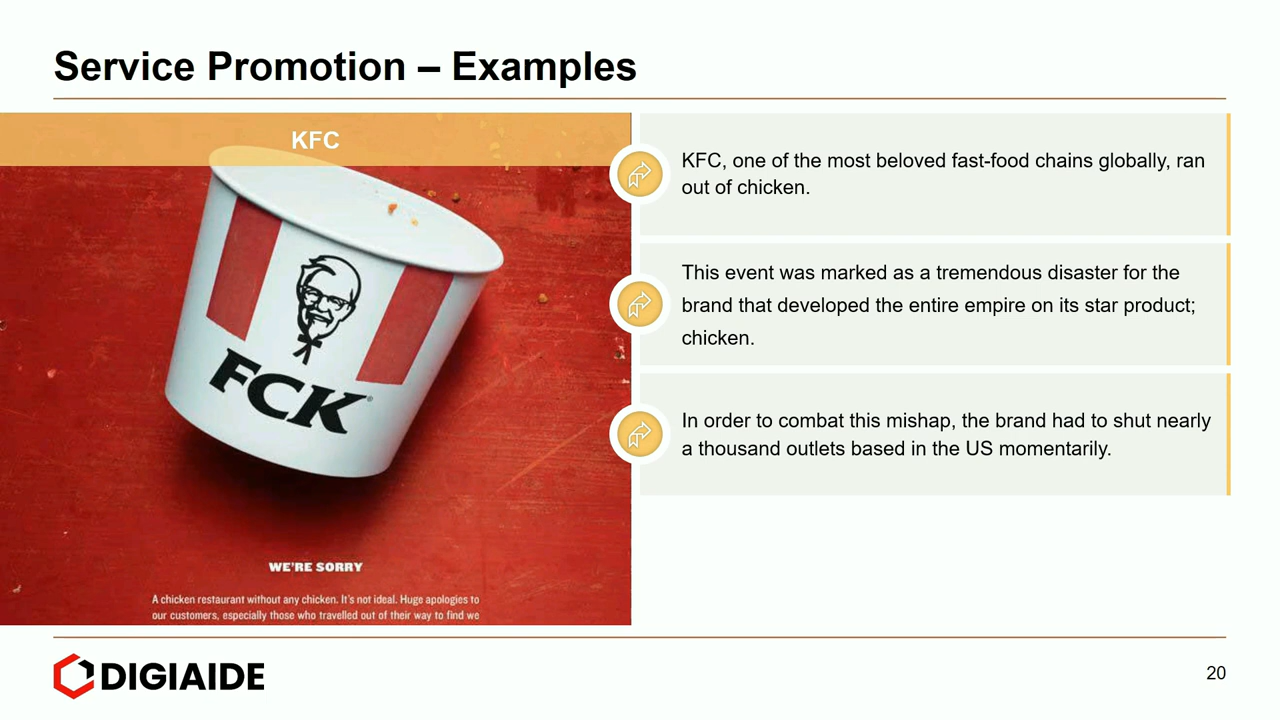 Service Promotion – Examples
KFC
FCK
WE'RE SORRY
A chicken restaurant without any chicken. It's not ideal. Huge apologies to
our customers, especially those who travelled out of their way to find we
KFC, one of the most beloved fast-food chains globally, ran
out of chicken.
This event was marked as a tremendous disaster for the
brand that developed the entire empire on its star product;
chicken.
In order to combat this mishap, the brand had to shut nearly
a thousand outlets based in the US momentarily.
DIGIAIDE
20